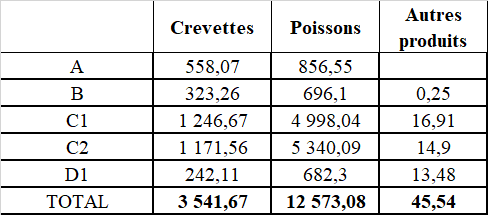 Crevettes Poissons Autres produits
A 558,07 856,55
B 323,26 696,1 0,25
C1 1 246,67 4 998,04 16,91
C2 1 171,56 5 340,09 14,9
D1 242,11 682,3 13,48
TOTAL 3 541,67 12 573,08 45,54